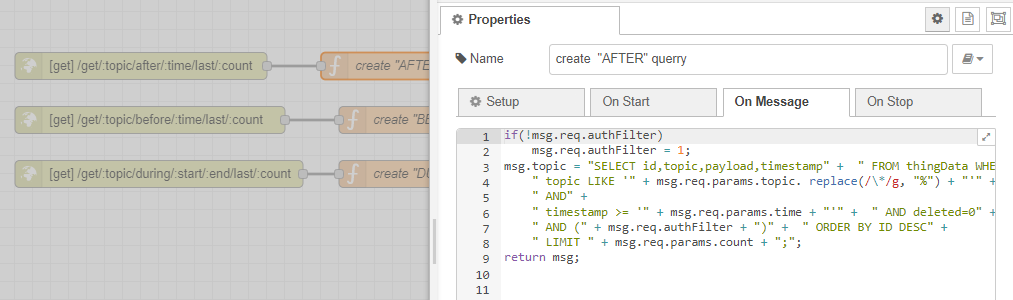 Properties
Name
create "AFTER" querry
Setup
On Start
On Message
On Stop
[get] /get/:topic/after/:time/last/:count
create "AFTE
[get] /get/:topic/before/:time/last/:count
create "BE
[get] /get/:topic/during/:start/:end/last/:count
create "DU
1 if(!msg.req.authFilter)
2 msg.req.authFilter = 1;
3 msg.topic = "SELECT id,topic,payload,timestamp" + " FROM thingData WHE
4 " topic LIKE '" + msg.req.params.topic. replace(/\*/g, "%") + "'" +
5 " AND" +
6 " timestamp >= '" + msg.req.params.time + "'" + " AND deleted=0" +
7 " AND (" + msg.req.authFilter + ")" + " ORDER BY ID DESC" +
8 " LIMIT " + msg.req.params.count + ";";
9 return msg;
10
11